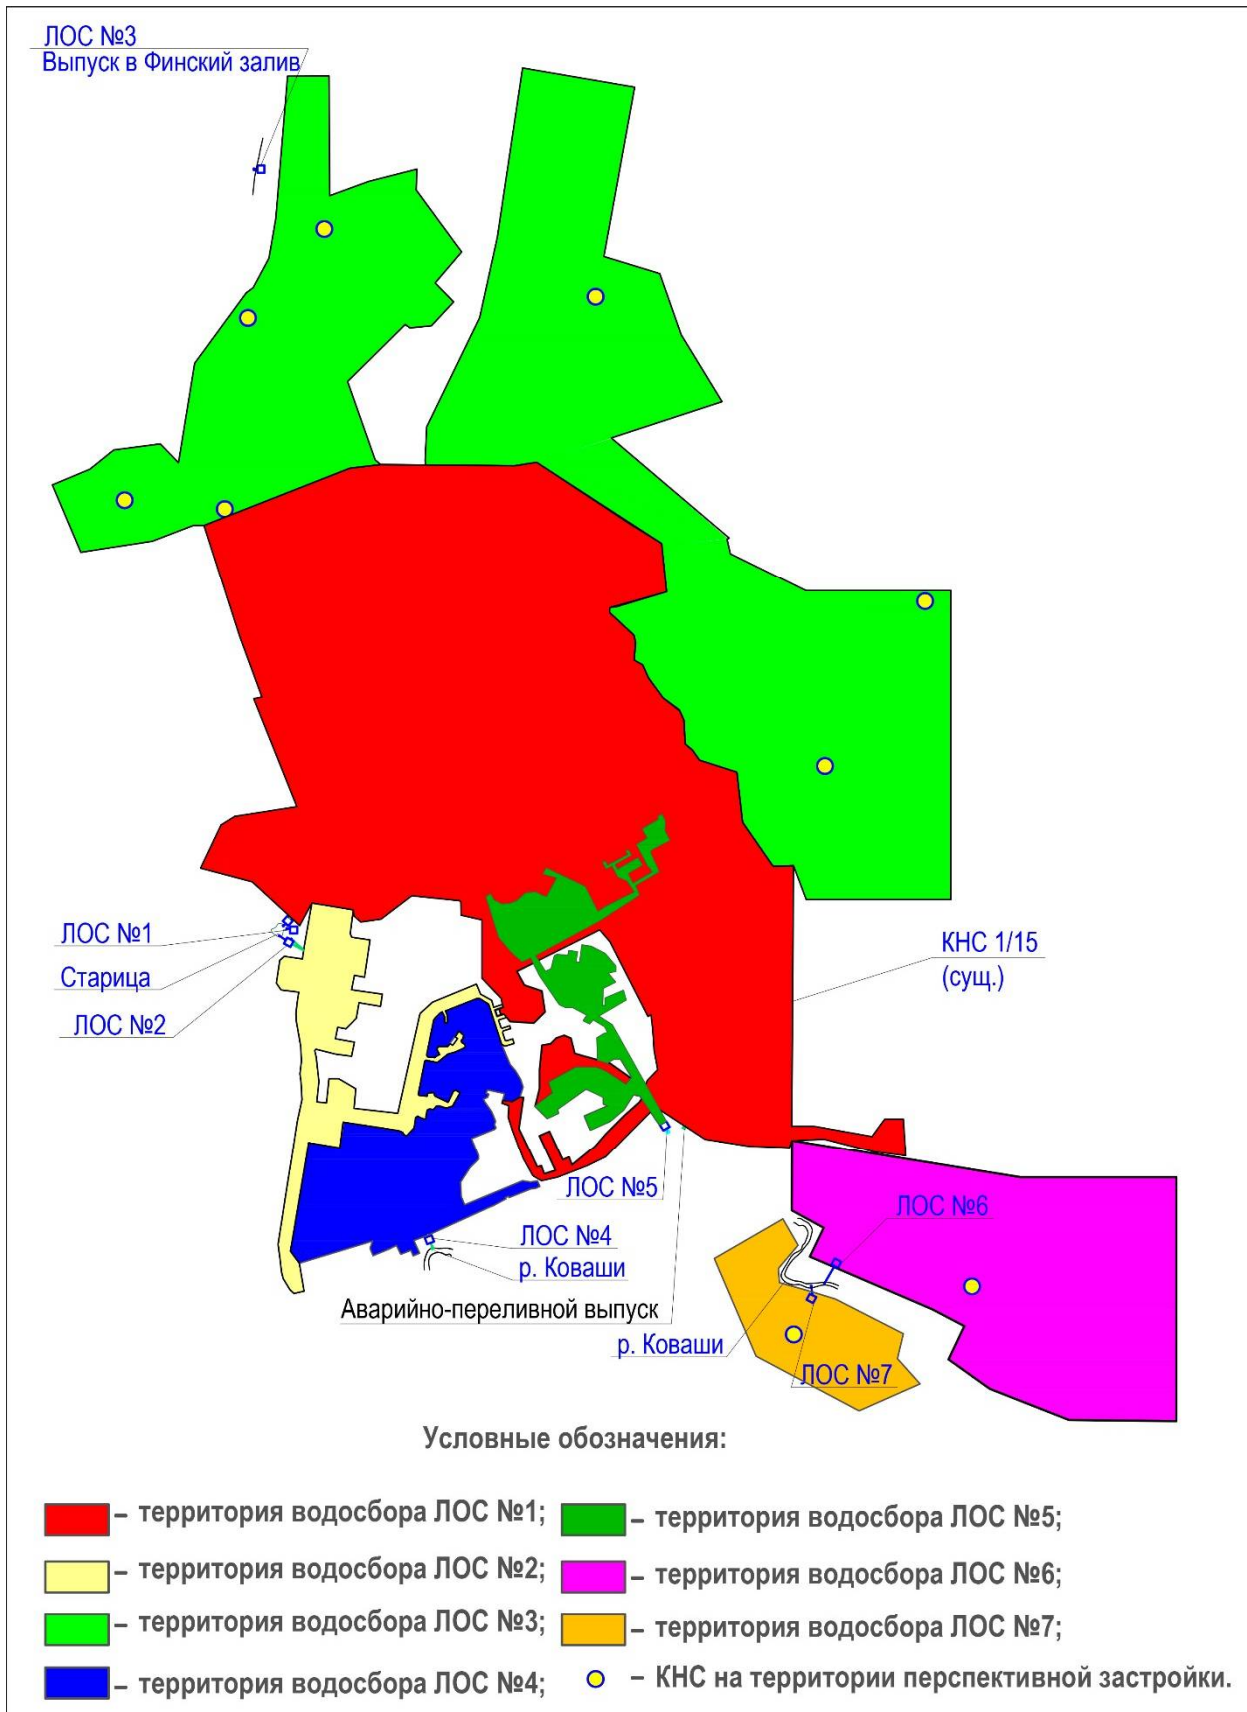 ЛОС №3
Выпуск в Финский залив
ЛОС №1
Старица
ЛОС №2
КНС 1/15
(сущ.)
ЛОС №5
ЛОС №6
ЛОС №4
р. Коваши
Аварийно-переливной выпуск
р. Коваши
ЛОС №7
Условные обозначения:
– территория водосбора ЛОС №1;
– территория водосбора ЛОС №5;
– территория водосбора ЛОС №2;
– территория водосбора ЛОС №6;
– территория водосбора ЛОС №3;
– территория водосбора ЛОС №7;
– территория водосбора ЛОС №4;
– КНС на территории перспективной застройки.